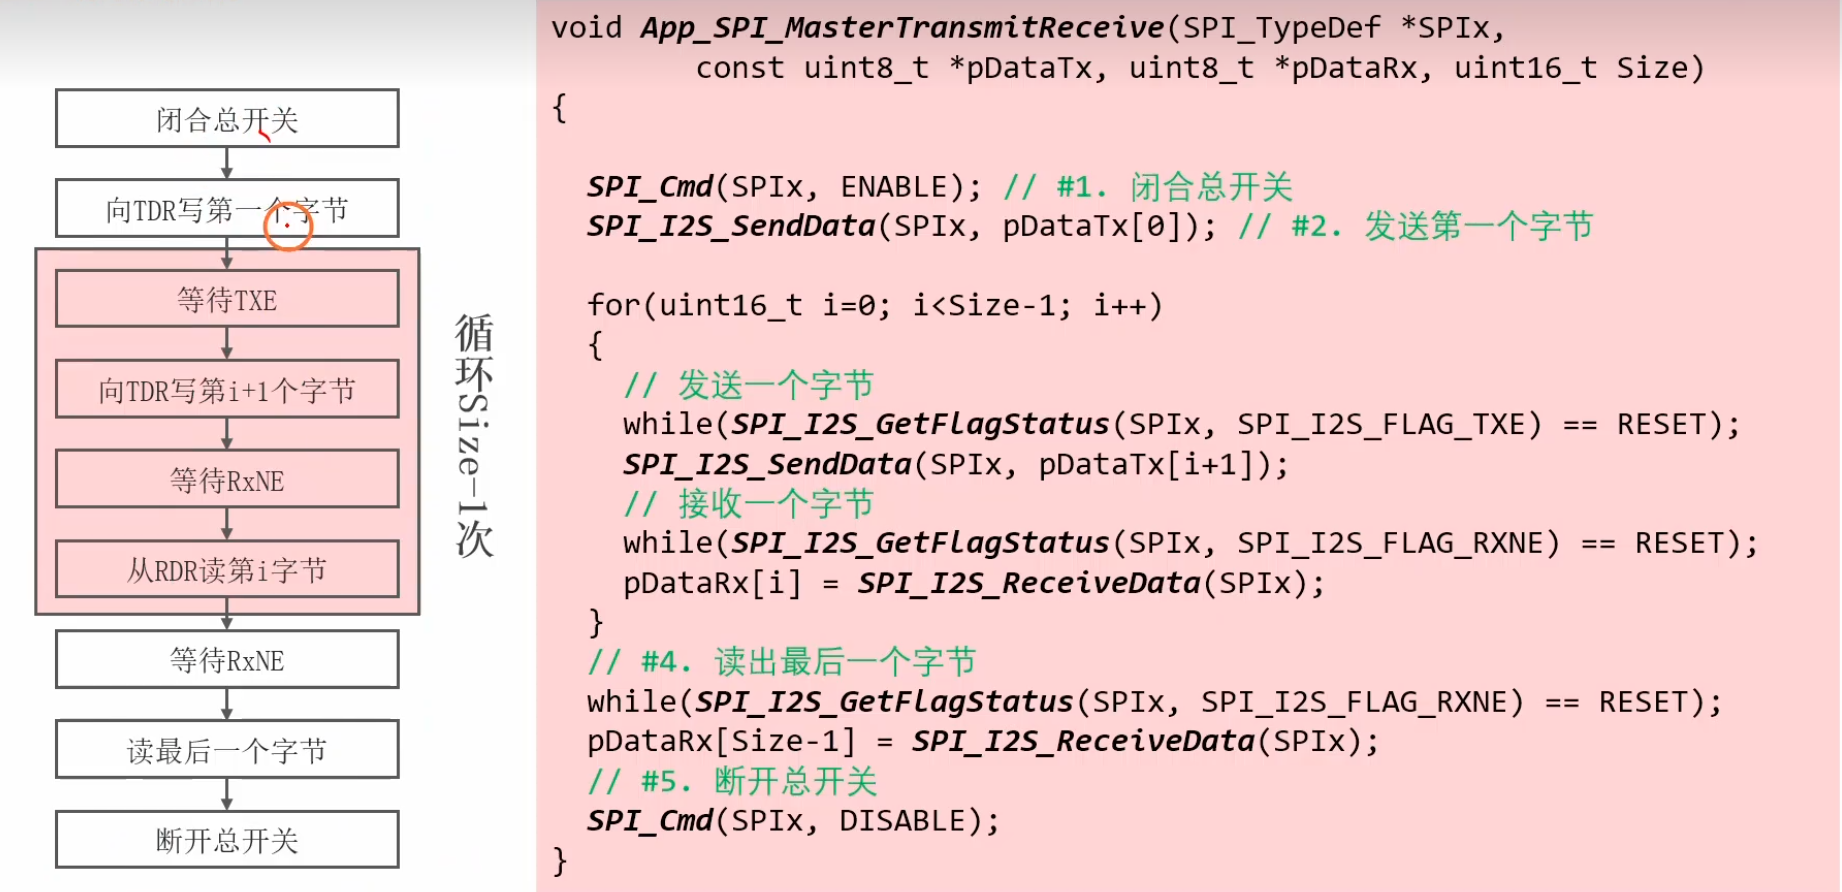 闭合总开关
向TDR写第一个字节
等待TXE
向TDR写第i+1个字节
等待RxNE
从RDR读第i字节
等待RxNE
读最后一个字节
断开总开关
循环Size-1次
void App_SPI_MasterTransmitReceive(SPI_TypeDef *SPIx,
const uint8_t *pDataTx, uint8_t *pDataRx, uint16_t Size)
{
SPI_Cmd(SPIx, ENABLE); // #1. 闭合总开关
SPI_I2S_SendData(SPIx, pDataTx[0]); // #2. 发送第一个字节
for(uint16_t i=0; i<Size-1; i++)
{
// 发送一个字节
while(SPI_I2S_GetFlagStatus(SPIx, SPI_I2S_FLAG_TXE) == RESET);
SPI_I2S_SendData(SPIx, pDataTx[i+1]);
// 接收一个字节
while(SPI_I2S_GetFlagStatus(SPIx, SPI_I2S_FLAG_RXNE) == RESET);
pDataRx[i] = SPI_I2S_ReceiveData(SPIx);
}
// #4. 读出最后一个字节
while(SPI_I2S_GetFlagStatus(SPIx, SPI_I2S_FLAG_RXNE) == RESET);
pDataRx[Size-1] = SPI_I2S_ReceiveData(SPIx);
// #5. 断开总开关
SPI_Cmd(SPIx, DISABLE);
}